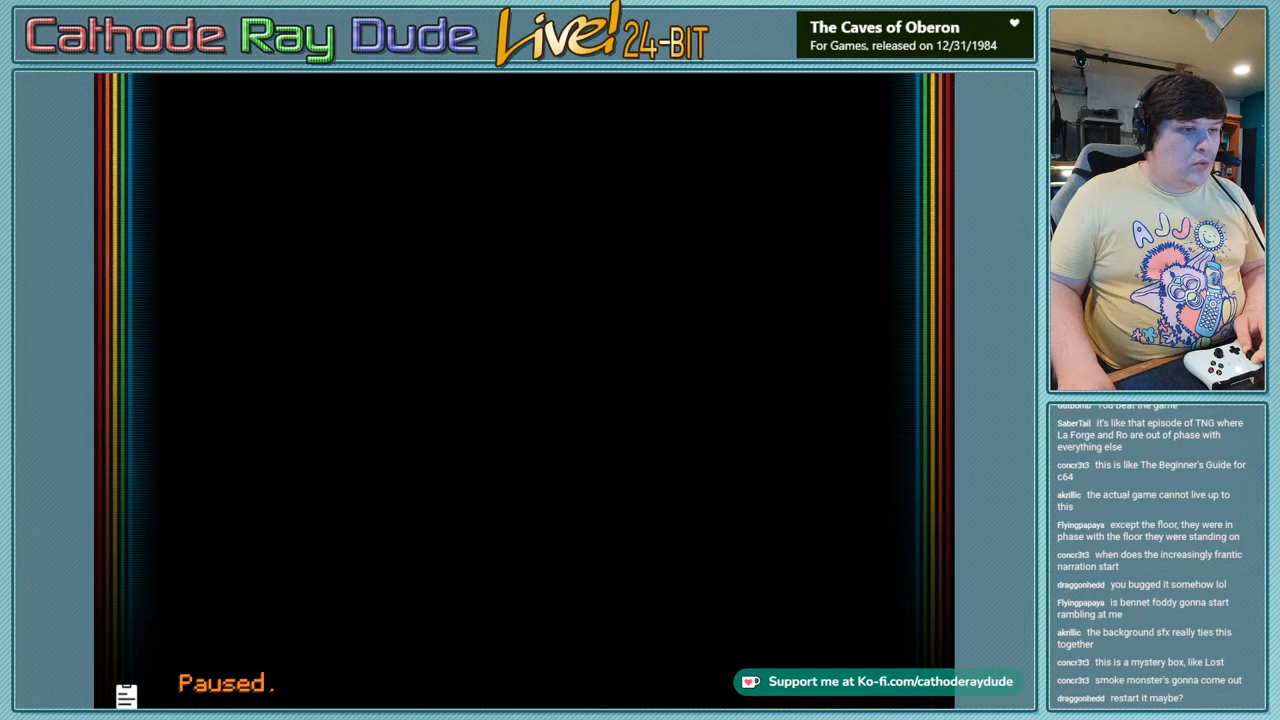 Cathode Ray Dude Live! 24-BIT
The Caves of Oberon
For Games, released on 12/31/1984
AJJ
GutBomb You beat the game
SaberTail it's like that episode of TNG where
La Forge and Ro are out of phase with
everything else
concr3t3 this is like The Beginner's Guide for
c64
akrillic the actual game cannot live up to
this
Flyingpapaya except the floor, they were in
phase with the floor they were standing on
concr3t3 when does the increasingly frantic
narration start
draggonhedd you bugged it somehow lol
Flyingpapaya is bennet foddy gonna start
rambling at me
akrillic the background sfx really ties this
together
concr3t3 this is a mystery box, like Lost
concr3t3 smoke monster's gonna come out
draggonhedd restart it maybe?
Paused.
Support me at Ko-fi.com/cathoderaydude